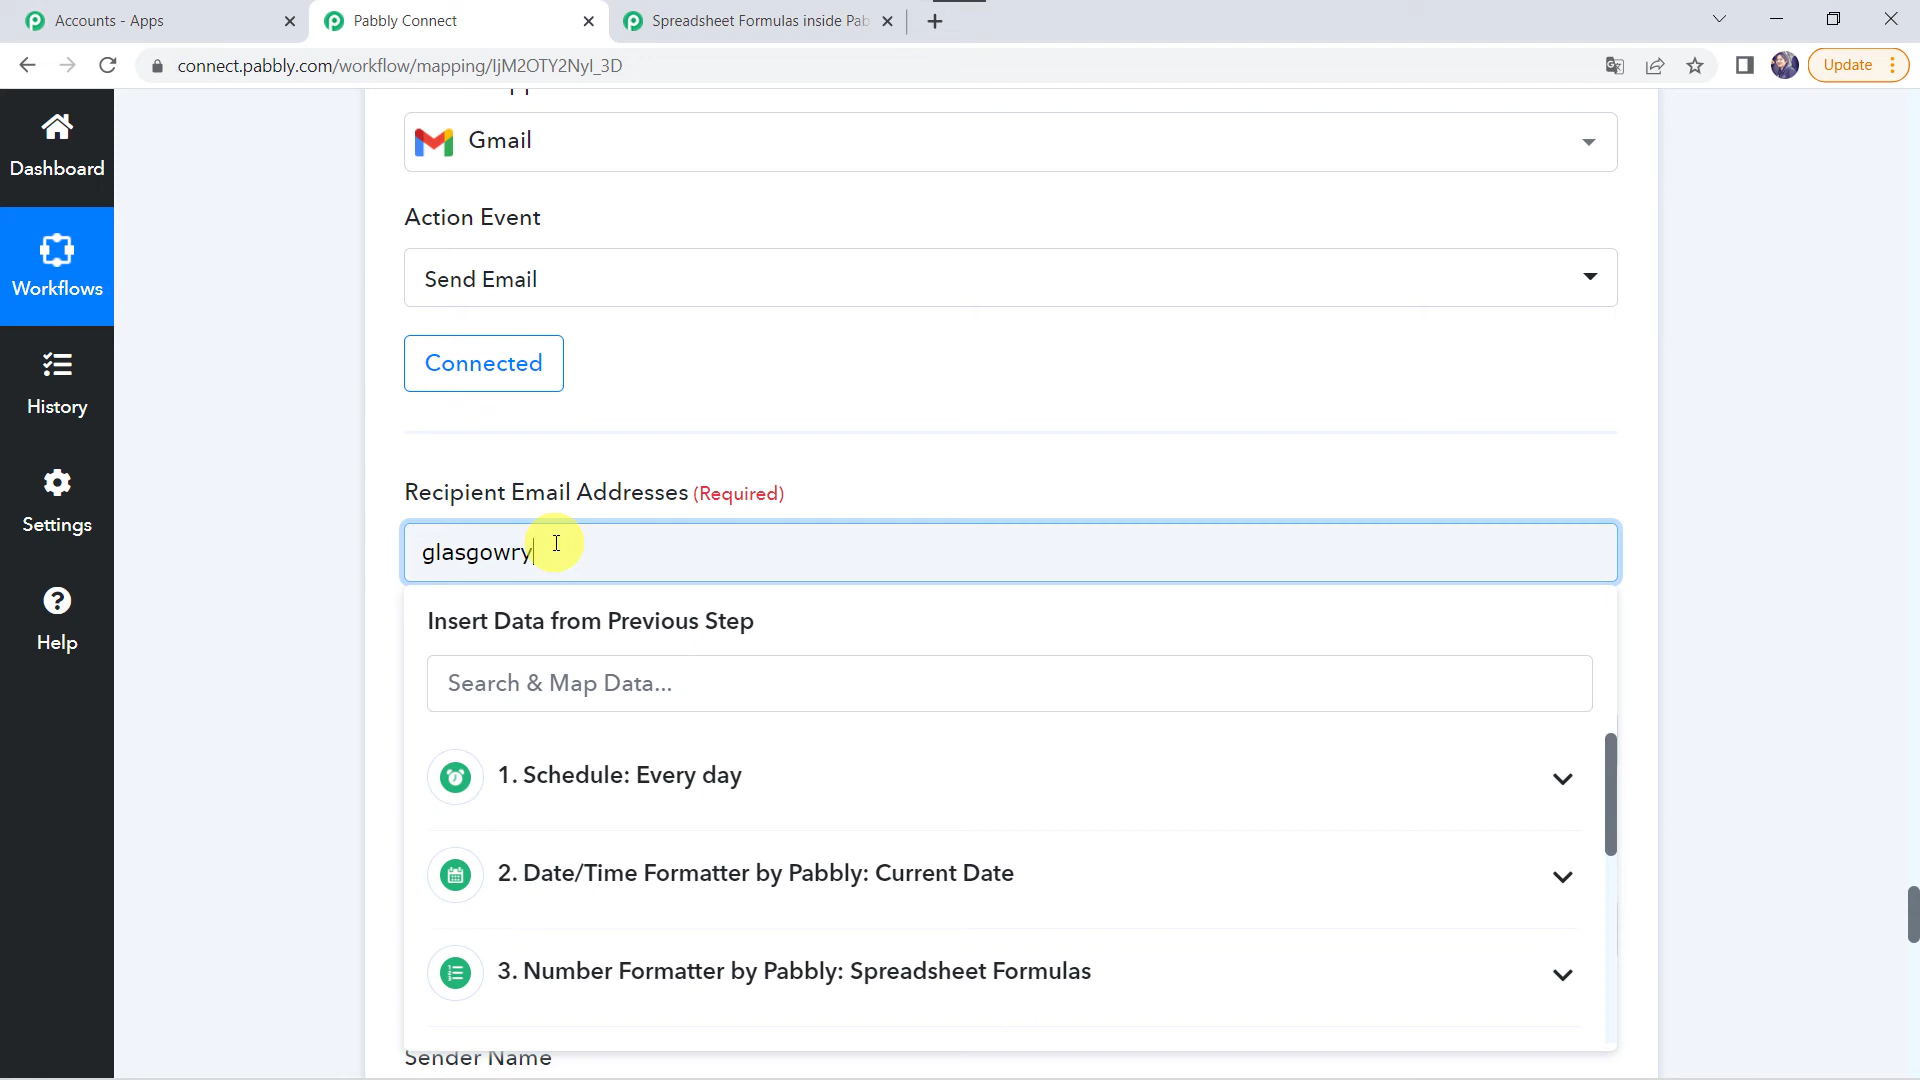 Accounts - Apps
Pabbly Connect
Spreadsheet Formulas inside Pab
connect.pabbly.com/workflow/mapping/IjM2OTY2NyI_3D
Update
Dashboard
Workflows
History
Settings
Help
Gmail
Action Event
Send Email
Connected
Recipient Email Addresses (Required)
glasgowry
Insert Data from Previous Step
Search & Map Data...
1. Schedule: Every day
2. Date/Time Formatter by Pabbly: Current Date
3. Number Formatter by Pabbly: Spreadsheet Formulas
Sender Name